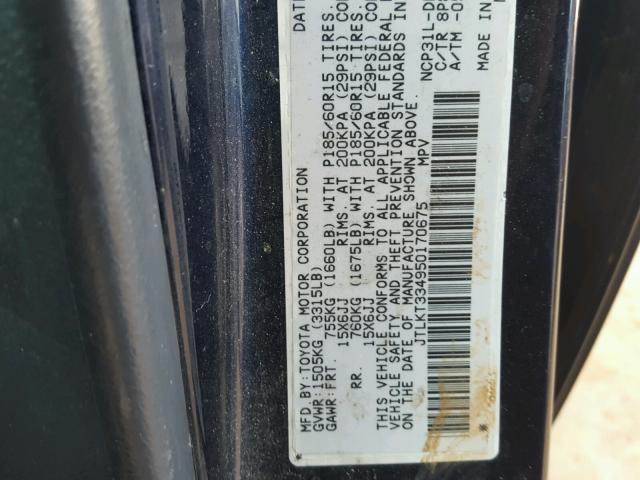 MFD. BY: TOYOTA MOTOR CORPORATION DATE
GVWR: 1505KG (3315LB)
GAWR: FRT. 755KG (1660LB) WITH P185/60R15 TIRES.
15X6JJ RIMS. AT 200KPA (29PSI) CO
RR. 760KG (1675LB) WITH P185/60R15 TIRES.
15X6JJ RIMS. AT 200KPA (29PSI) CO
THIS VEHICLE CONFORMS TO ALL APPLICABLE FEDERAL
VEHICLE SAFETY AND THEFT PREVENTION STANDARDS IN
ON THE DATE OF MANUFACTURE SHOWN ABOVE.
JTLKT334950170675 MPV
NCP31L-D
C/TR 8
A/TM -0
MADE IN